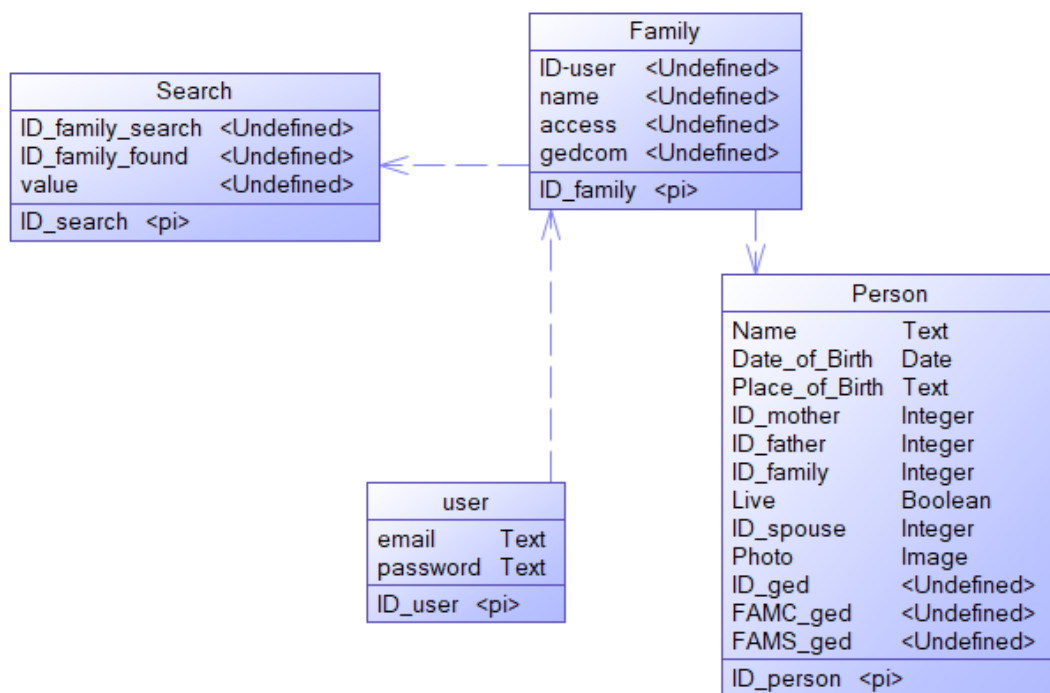 Family
ID-user <Undefined>
name <Undefined>
access <Undefined>
gedcom <Undefined>
ID_family <pi>
Search
ID_family_search <Undefined>
ID_family_found <Undefined>
value <Undefined>
ID_search <pi>
Person
Name Text
Date_of_Birth Date
Place_of_Birth Text
ID_mother Integer
ID_father Integer
ID_family Integer
Live Boolean
ID_spouse Integer
Photo Image
ID_ged <Undefined>
FAMC_ged <Undefined>
FAMS_ged <Undefined>
ID_person <pi>
user
email Text
password Text
ID_user <pi>